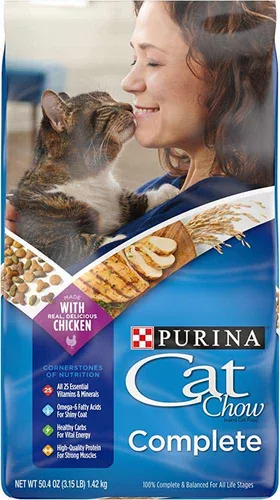 MADE
WITH
REAL, DELICIOUS
CHICKEN
PURINA
Cat
Chow
Complete
CORNERSTONES
OF NUTRITION
25
All 25 Essential
Vitamins & Minerals
Omega-6 Fatty Acids
For Shiny Coat
Healthy Carbs
For Vital Energy
High-Quality Protein
For Strong Muscles
NET WT 50.4 OZ (3.15 LB) 1.42 KG
100% Complete & Balanced For All Life Stages